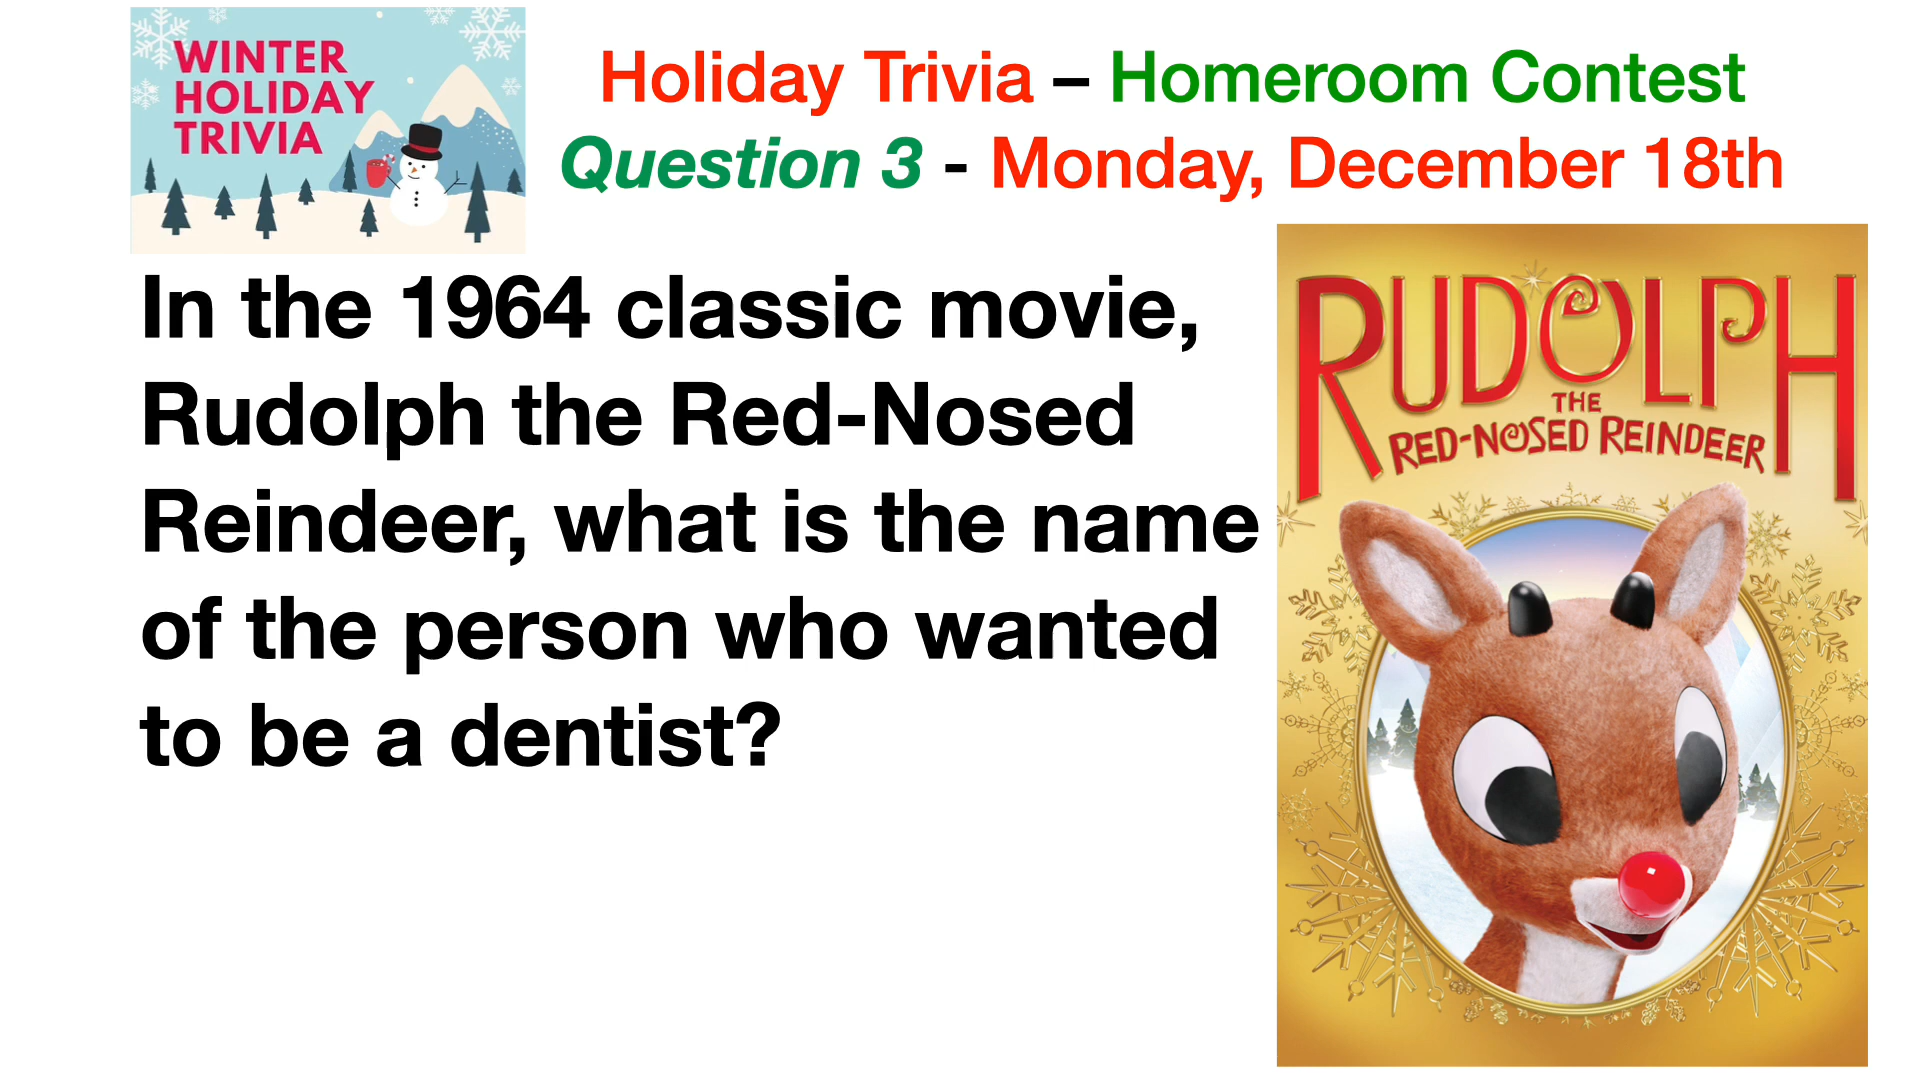 WINTER
HOLIDAY
TRIVIA
Holiday Trivia – Homeroom Contest
Question 3 - Monday, December 18th
In the 1964 classic movie,
Rudolph the Red-Nosed
Reindeer, what is the name
of the person who wanted
to be a dentist?
RUDOLPH
THE
RED-NOSED REINDEER